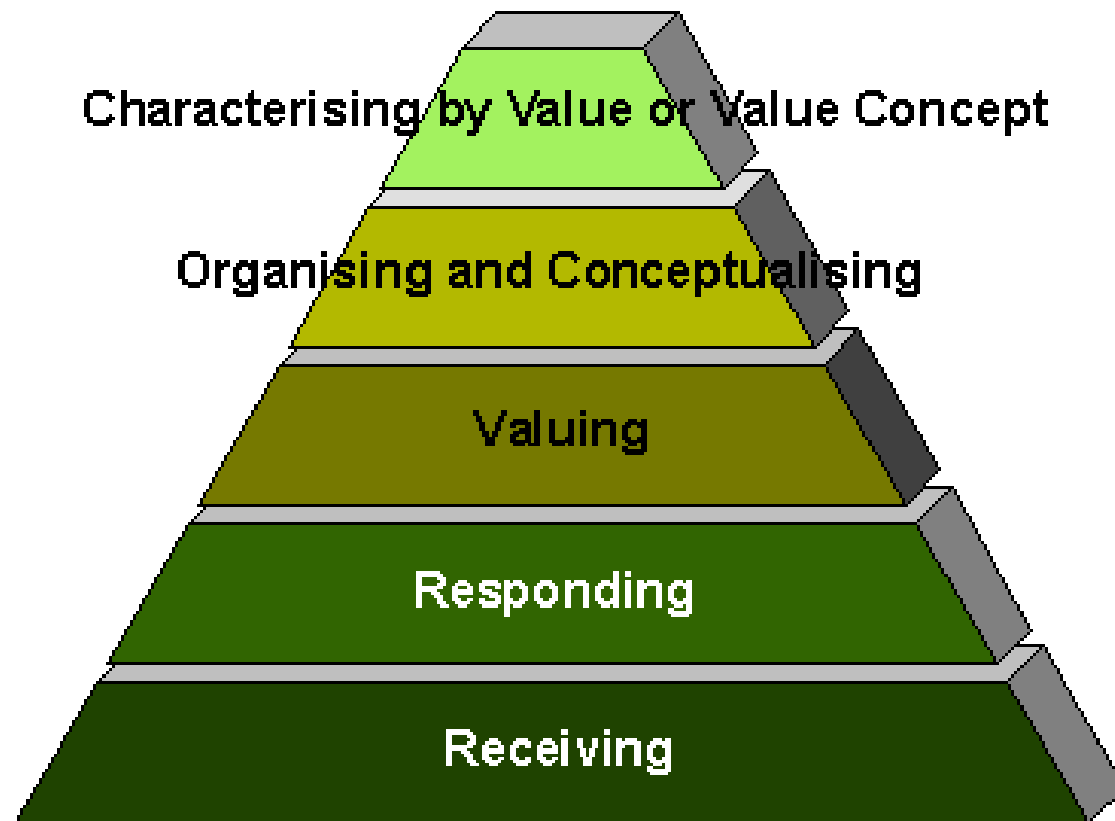 Characterising by Value or Value Concept
Organising and Conceptualising
Valuing
Responding
Receiving